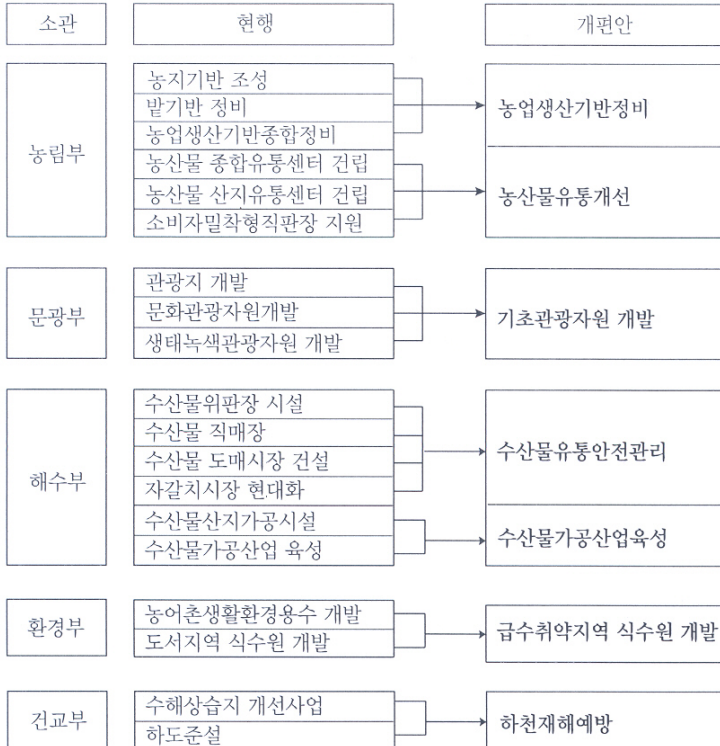 소관 현행 개편안
농림부
농지기반 조성
밭기반 정비
농업생산기반종합정비
농산물 종합유통센터 건립
농산물 산지유통센터 건립
소비자밀착형직판장 지원
농업생산기반정비
농산물유통개선
문광부
관광지 개발
문화관광자원개발
생태녹색관광자원 개발
기초관광자원 개발
해수부
수산물위판장 시설
수산물 직매장
수산물 도매시장 건설
자갈치시장 현대화
수산물산지가공시설
수산물가공산업 육성
수산물유통안전관리
수산물가공산업육성
환경부
농어촌생활환경용수 개발
도서지역 식수원 개발
급수취약지역 식수원 개발
건교부
수해상습지 개선사업
하도준설
하천재해예방